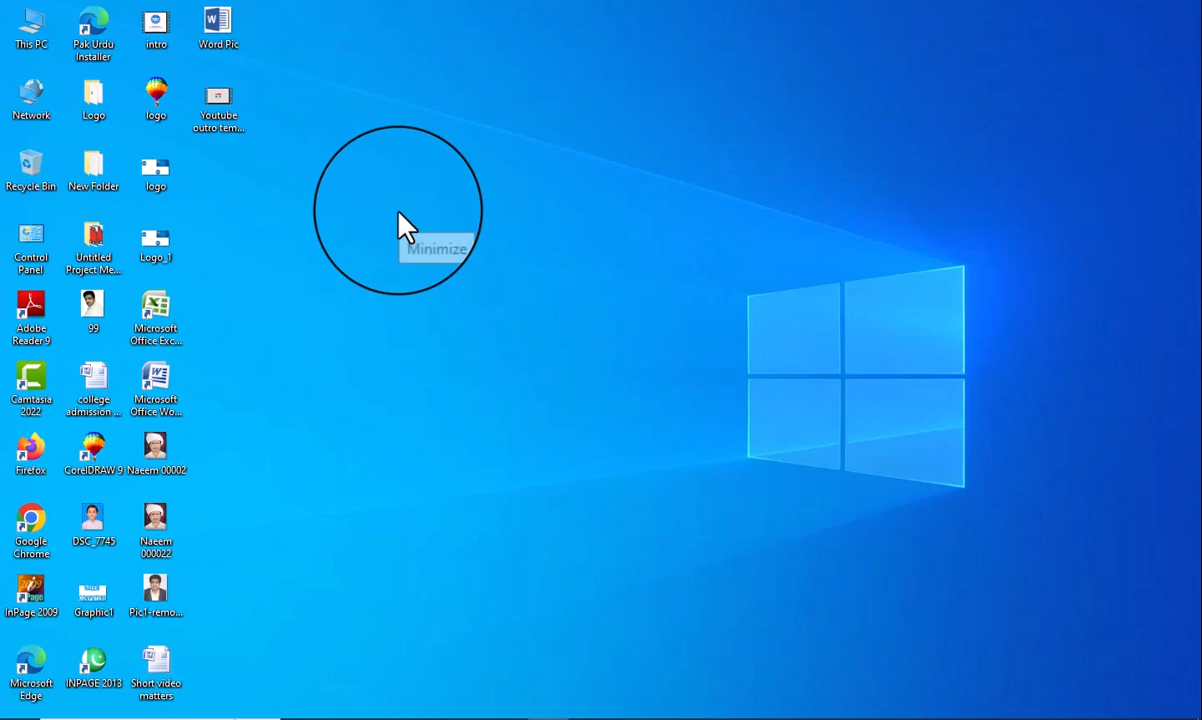 This PC
Pak Urdu
Installer
intro
Word Pic
Network
Logo
logo
Youtube
outro tem...
Recycle Bin
New Folder
logo
Control
Panel
Untitled
Project Me...
Logo_1
Minimize
Adobe
Reader 9
99
Microsoft
Office Exc...
Camtasia
2022
college
admission ...
Microsoft
Office Wo...
Firefox
CorelDRAW 9
Naeem 00002
Google
Chrome
DSC_7745
Naeem
000022
InPage 2009
Graphic1
Pic1-remo...
Microsoft
Edge
INPAGE 2013
Short video
matters